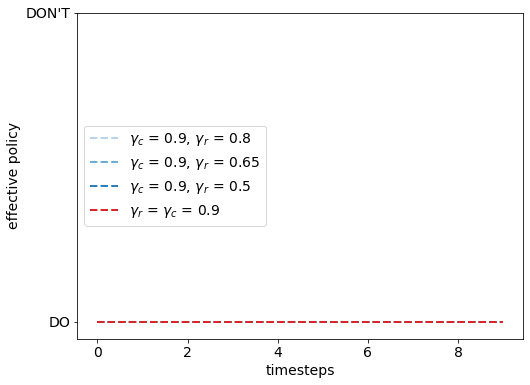 DON'T
effective policy
γc = 0.9, γr = 0.8
γc = 0.9, γr = 0.65
γc = 0.9, γr = 0.5
γr = γc = 0.9
DO
0 2 4 6 8
timesteps